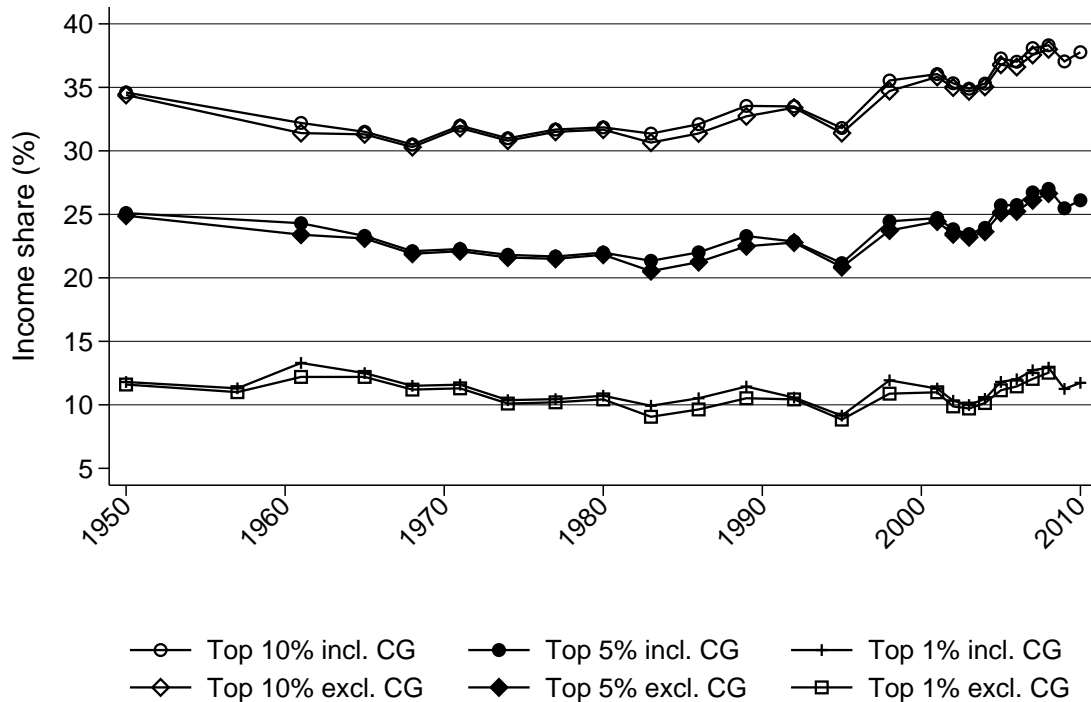 Income share (%)
40
35
30
25
20
15
10
5
1950
1960
1970
1980
1990
2000
2010
Top 10% incl. CG
Top 5% incl. CG
Top 1% incl. CG
Top 10% excl. CG
Top 5% excl. CG
Top 1% excl. CG